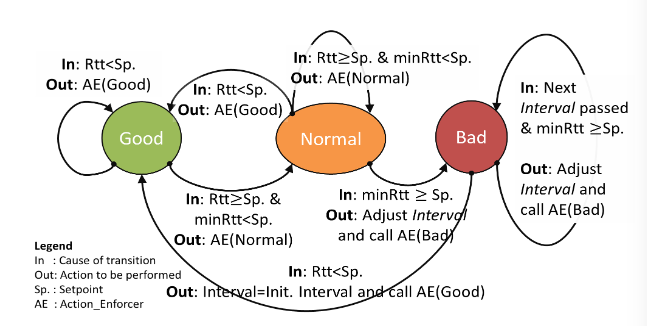 In: Rtt<Sp.
Out: AE(Good)
In: Rtt<Sp.
Out: AE(Good)
In: Rtt≥Sp. & minRtt<Sp.
Out: AE(Normal)
In: Next
Interval passed
& minRtt ≥Sp.
Out: Adjust
Interval and
call AE(Bad)
Good
Normal
Bad
In: Rtt≥Sp. &
minRtt<Sp.
Out: AE(Normal)
In: minRtt ≥ Sp.
Out: Adjust Interval
and call AE(Bad)
Legend
In : Cause of transition
Out: Action to be performed
Sp. : Setpoint
AE : Action_Enforcer
In: Rtt<Sp.
Out: Interval=Init. Interval and call AE(Good)